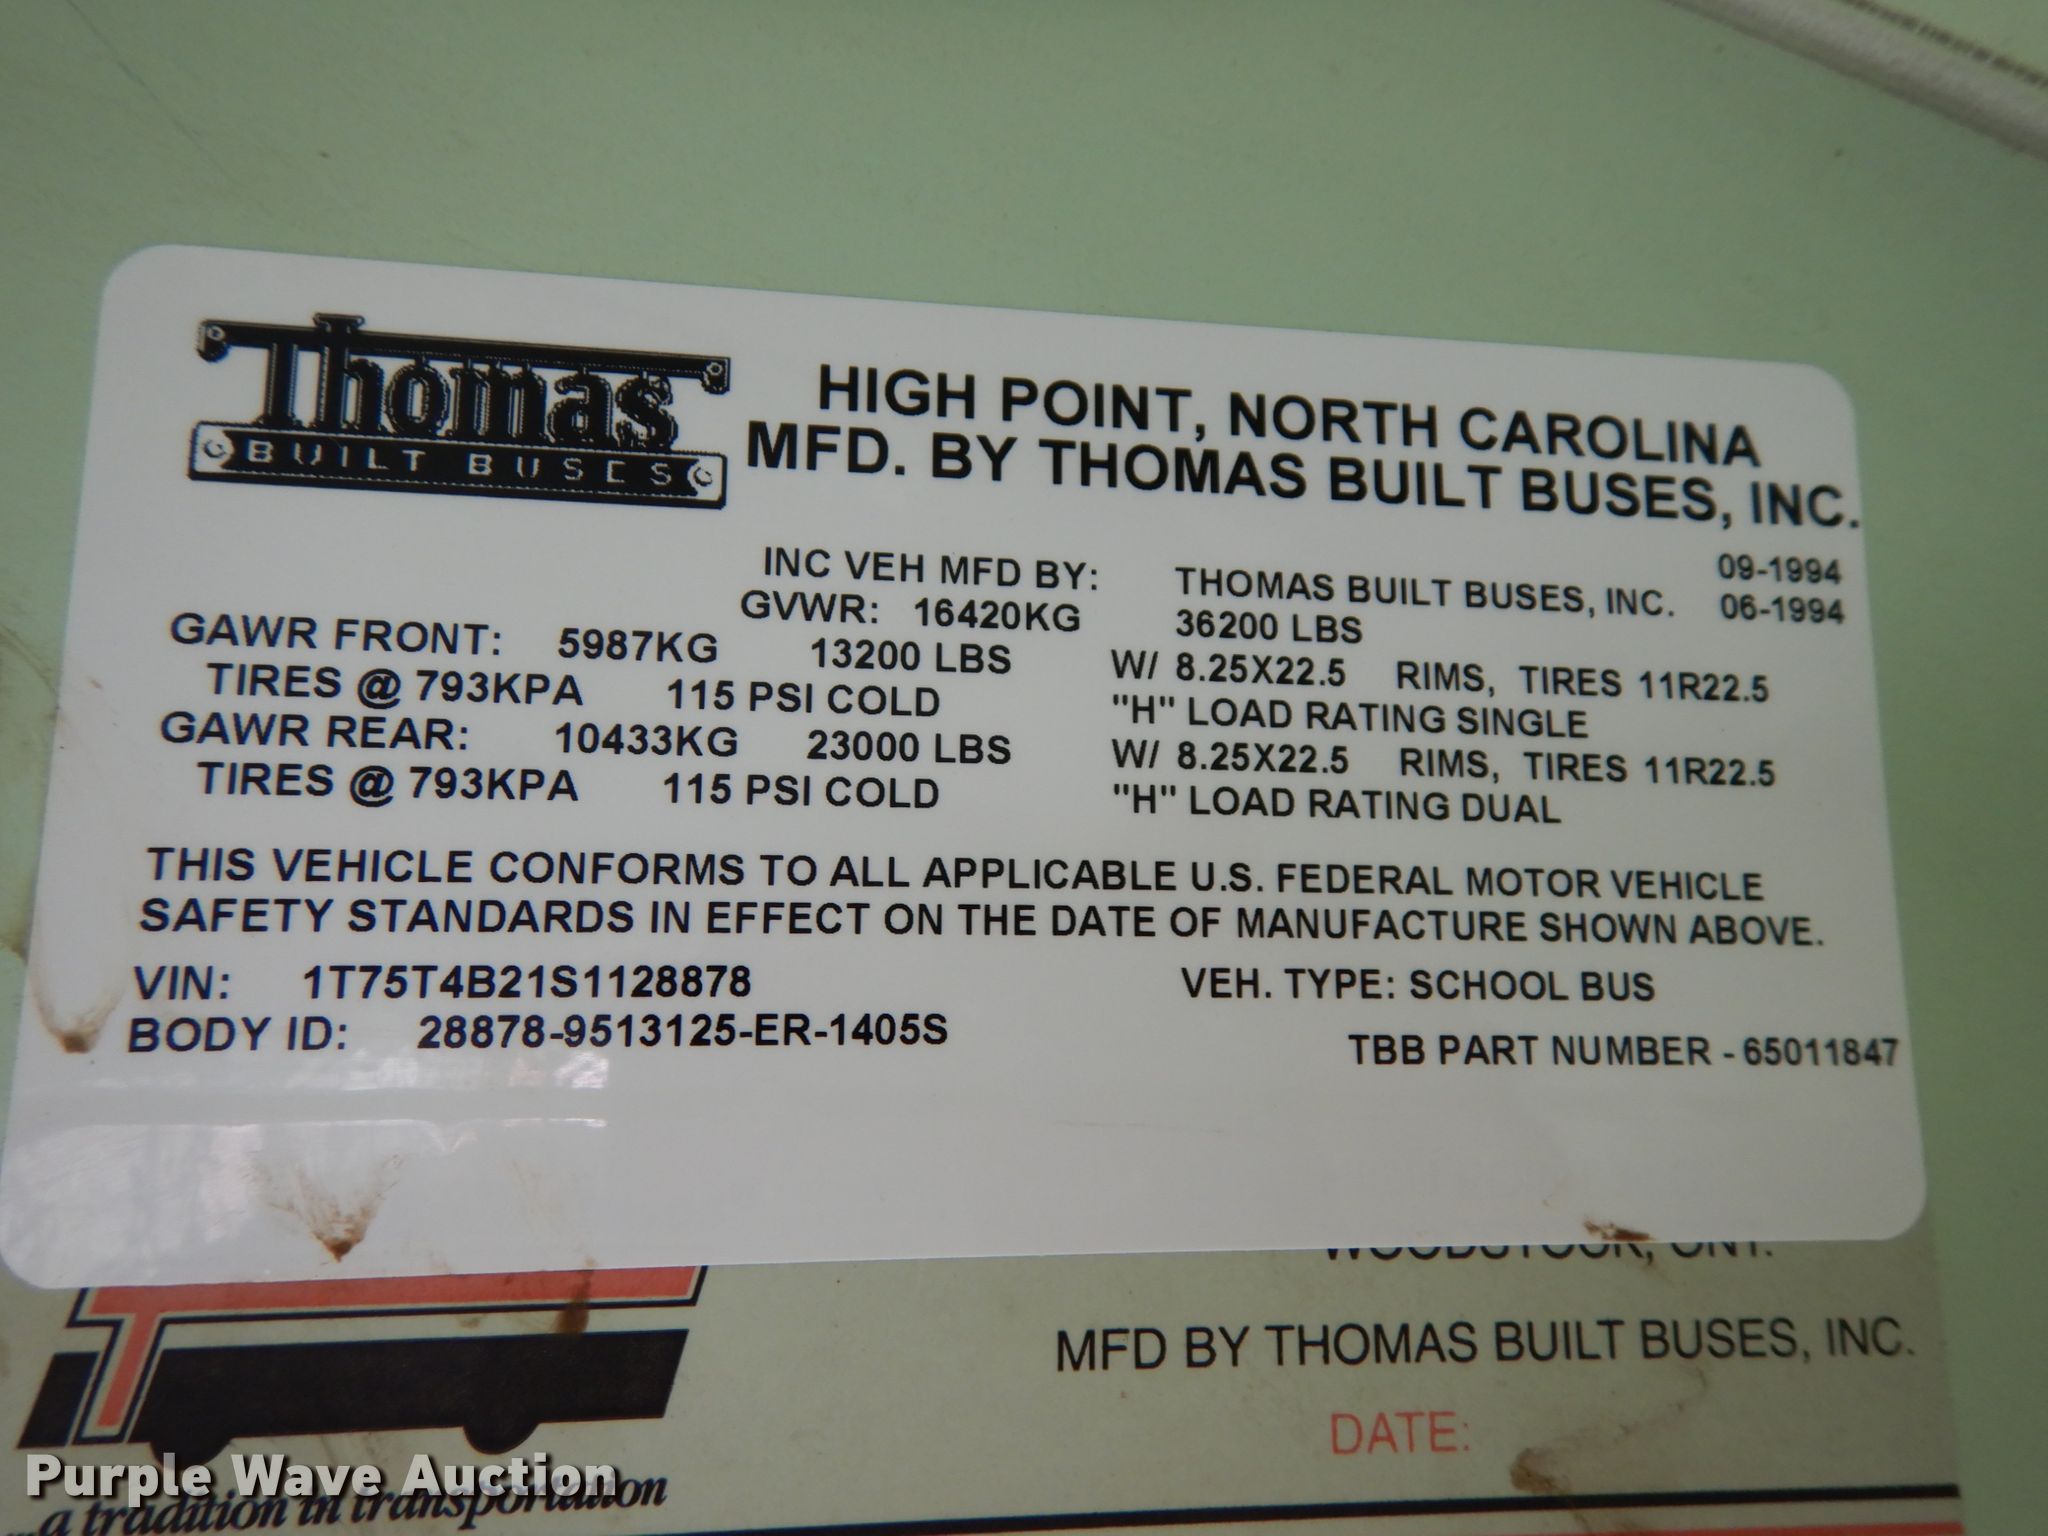 Thomas
BUILT BUSES
HIGH POINT, NORTH CAROLINA
MFD. BY THOMAS BUILT BUSES, INC.
09-1994
INC VEH MFD BY: THOMAS BUILT BUSES, INC. 06-1994
GVWR: 16420KG 36200 LBS
GAWR FRONT: 5987KG 13200 LBS W/ 8.25X22.5 RIMS, TIRES 11R22.5
TIRES @ 793KPA 115 PSI COLD "H" LOAD RATING SINGLE
GAWR REAR: 10433KG 23000 LBS W/ 8.25X22.5 RIMS, TIRES 11R22.5
TIRES @ 793KPA 115 PSI COLD "H" LOAD RATING DUAL
THIS VEHICLE CONFORMS TO ALL APPLICABLE U.S. FEDERAL MOTOR VEHICLE
SAFETY STANDARDS IN EFFECT ON THE DATE OF MANUFACTURE SHOWN ABOVE.
VIN: 1T75T4B21S1128878 VEH. TYPE: SCHOOL BUS
BODY ID: 28878-9513125-ER-1405S
TBB PART NUMBER - 65011847
WOODSTOCK, ONT.
MFD BY THOMAS BUILT BUSES, INC.
DATE:
T
Purple Wave Auction
...a tradition in transportation